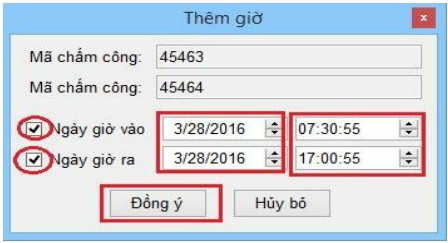 Thêm giờ
Mã chấm công: 45463
Mã chấm công: 45464
Ngày giờ vào 3/28/2016 07:30:55
Ngày giờ ra 3/28/2016 17:00:55
Đồng ý Hủy bỏ